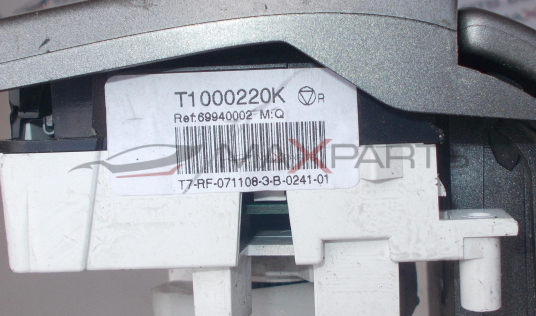 T1000220K R
Ref:69940002 M:Q
MAXPARTS
T7-RF-071108-3-B-0241-01